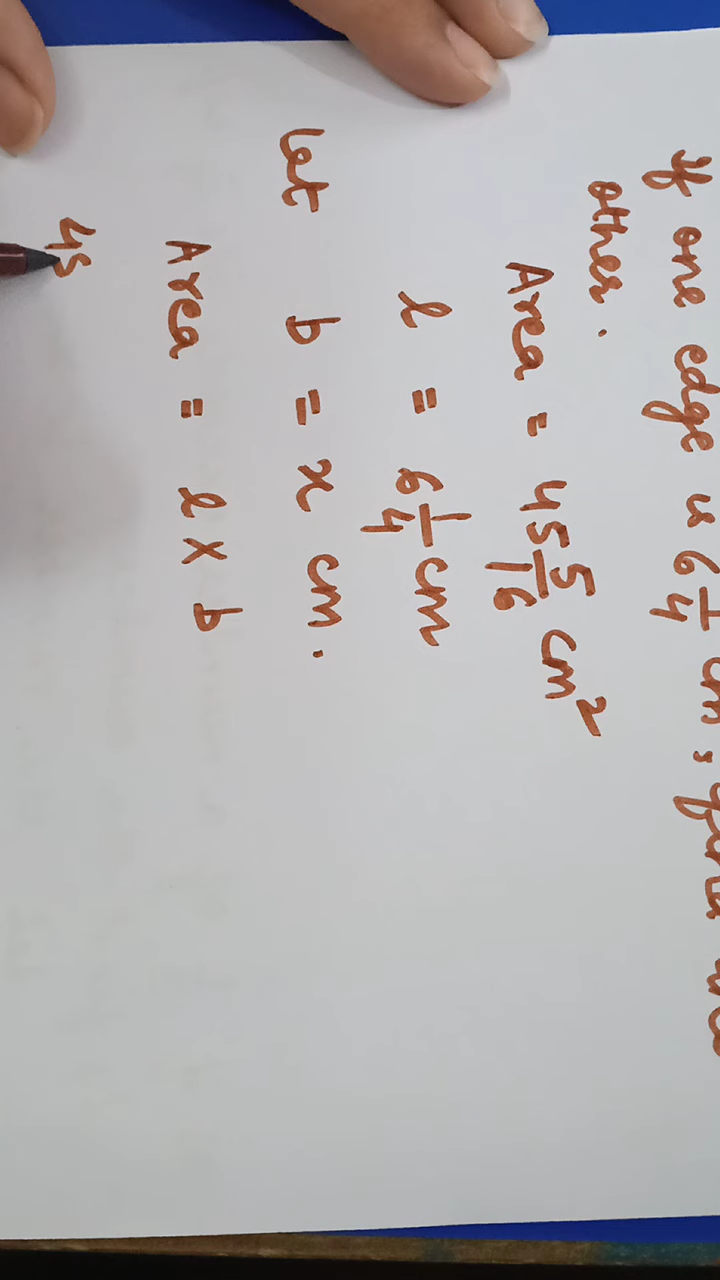 If one edge is 6 1/4 cm, find the
other.
Area = 45 5/16 cm²
l = 6 1/4 cm
Let b = x cm.
Area = l × b
45